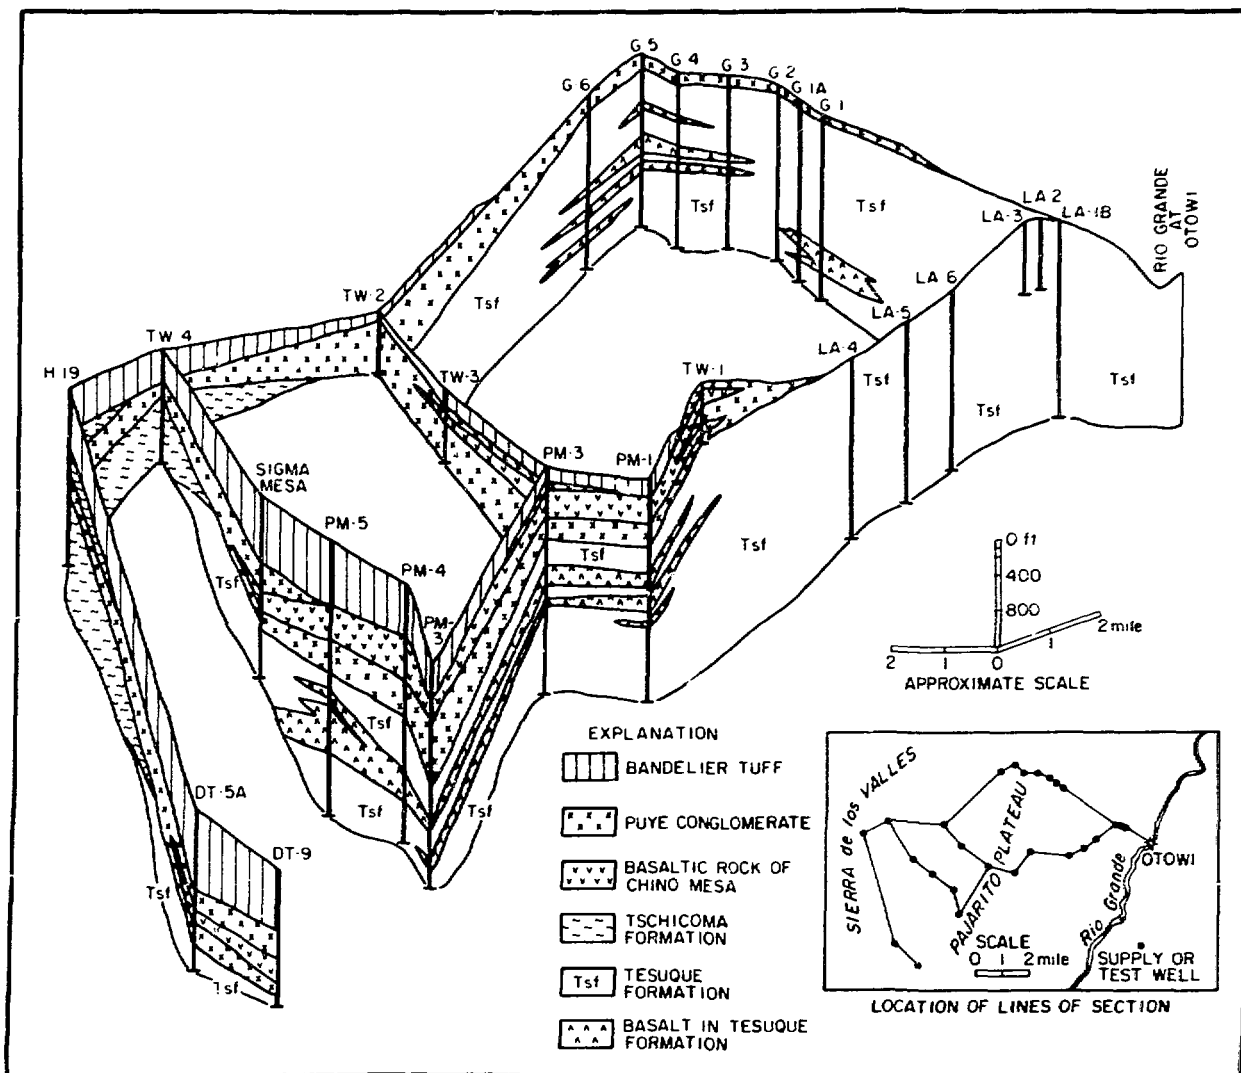 G 5
G 4
G 3
G 2
G 1A
G 1
G 6
Tsf
Tsf
Tsf
LA 2
LA-3
LA-1B
RIO GRANDE
AT
OTOWI
LA 6
LA-5
LA-4
TW-2
TW 4
H 19
TW-3
TW-1
Tsf
Tsf
Tsf
PM-3
PM-1
SIGMA
MESA
PM-5
PM-4
PM-
3
Tsf
Tsf
Tsf
Tsf
Tsf
Tsf
DT-5A
DT-9
Tsf
Tsf
0 ft
400
800
2 mile
1
2 1 0
APPROXIMATE SCALE
EXPLANATION
BANDELIER TUFF
PUYE CONGLOMERATE
BASALTIC ROCK OF
CHINO MESA
TSCHICOMA
FORMATION
Tsf
TESUQUE
FORMATION
BASALT IN TESUQUE
FORMATION
SIERRA de los VALLES
PAJARITO PLATEAU
Rio Grande
OTOWI
SCALE
0 1 2 mile
SUPPLY OR
TEST WELL
LOCATION OF LINES OF SECTION